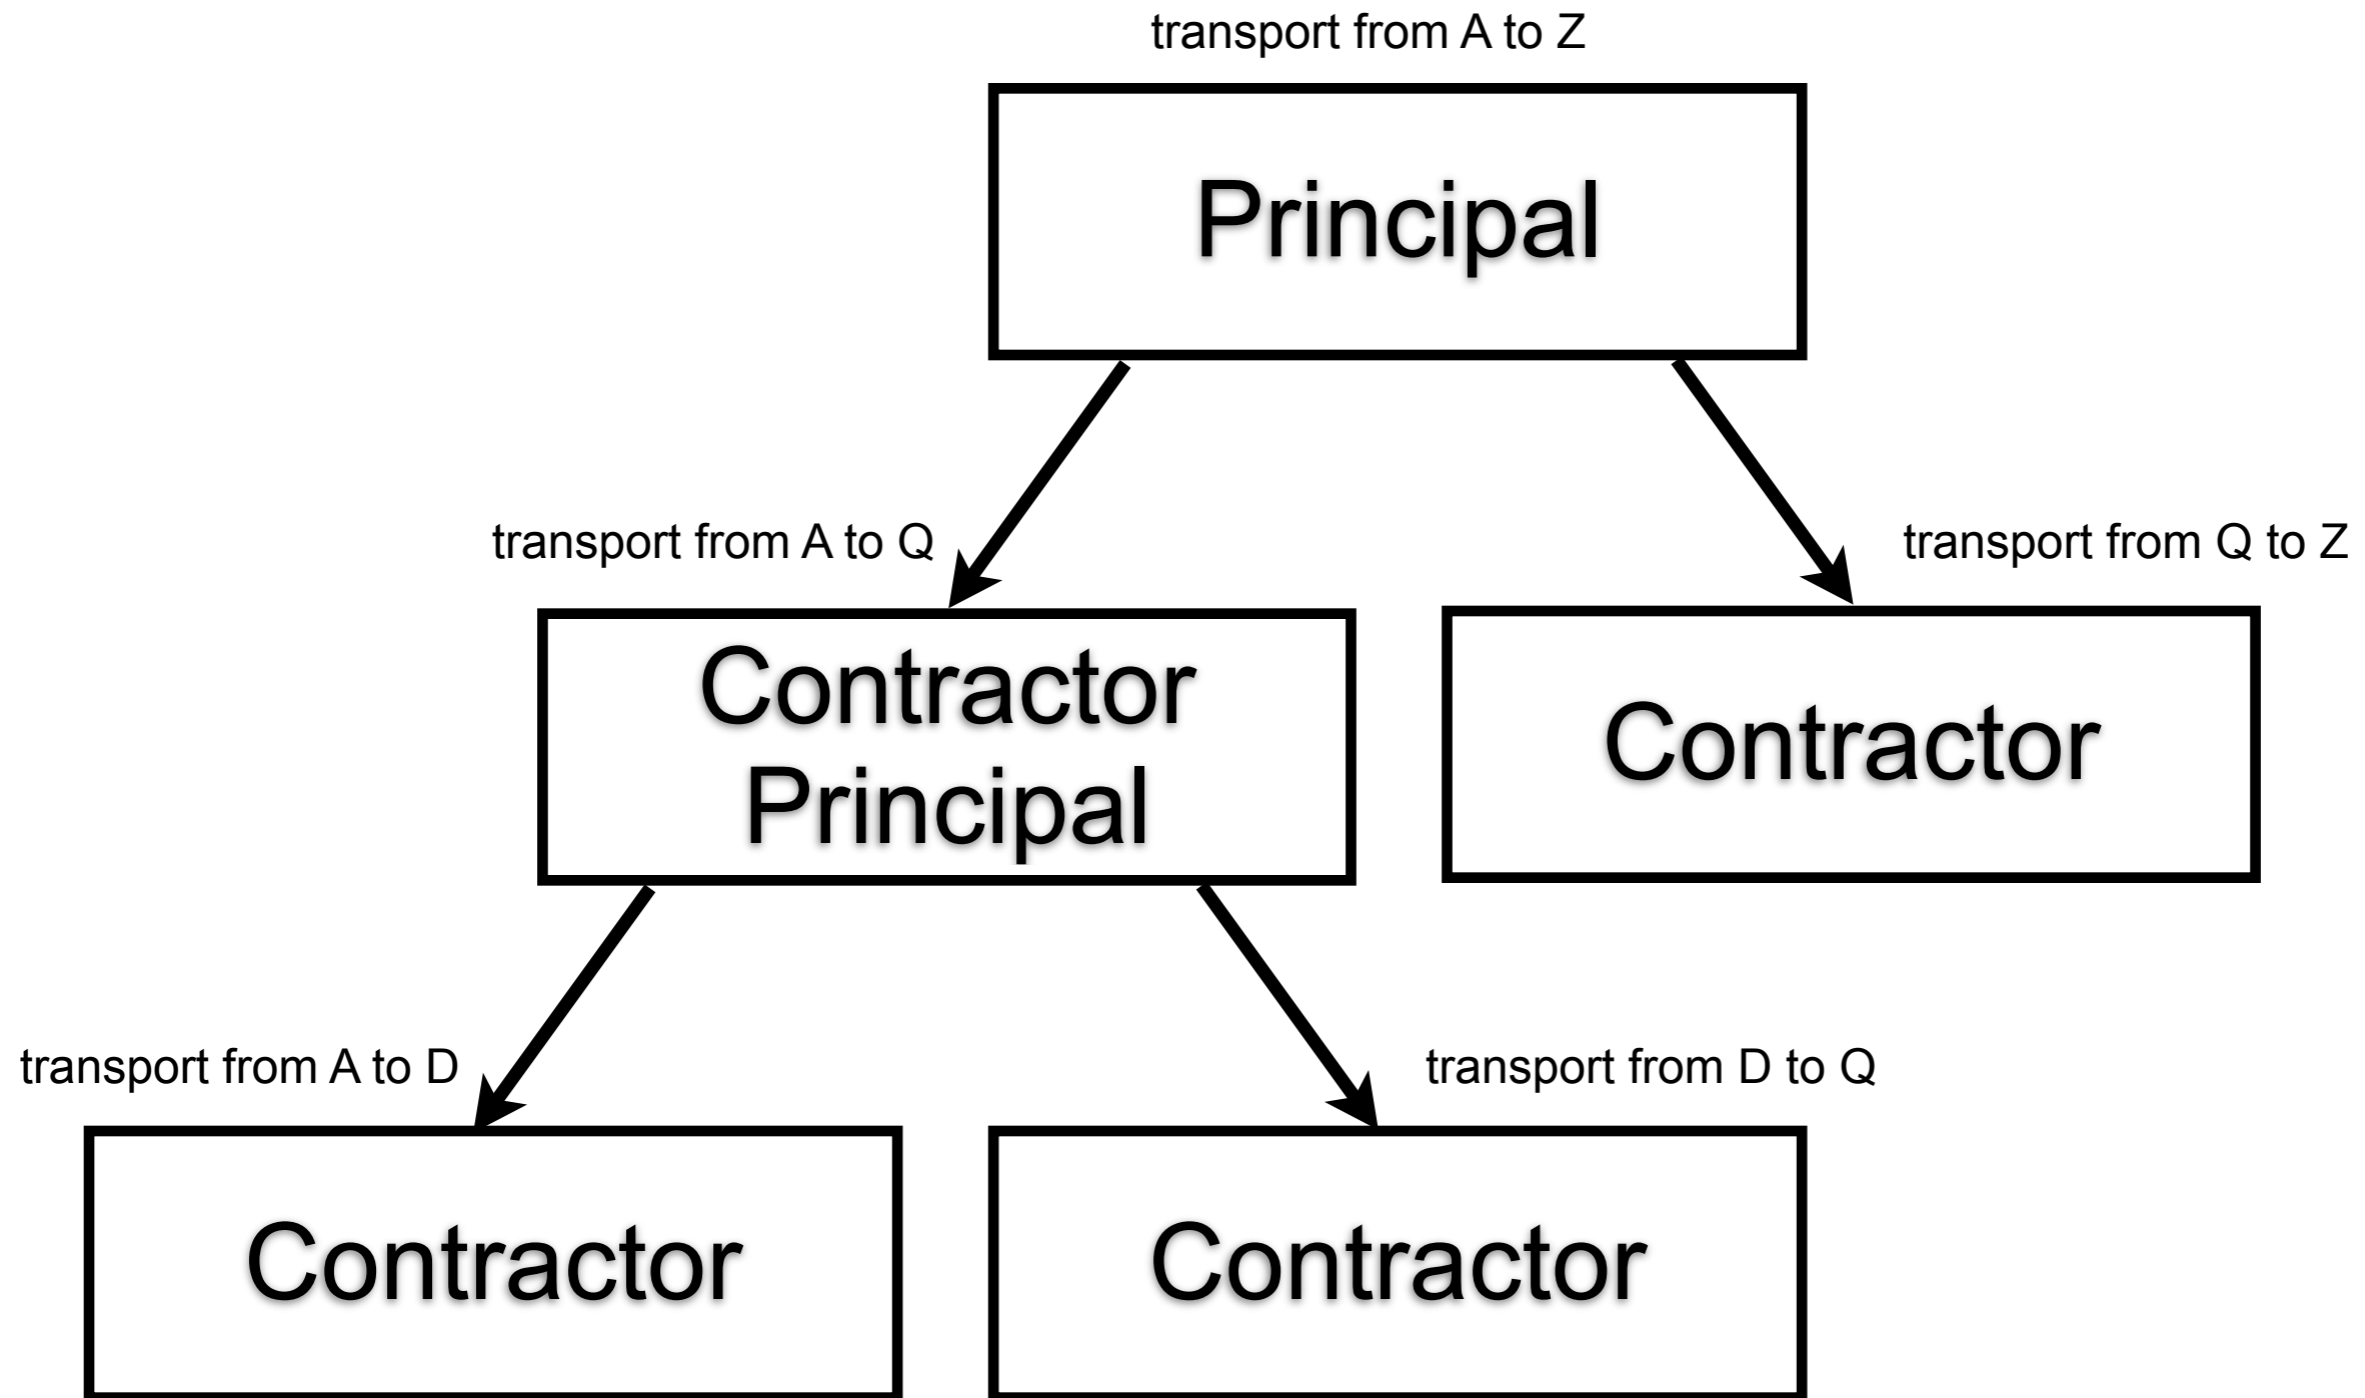 transport from A to Z
Principal
transport from A to Q
transport from Q to Z
Contractor
Principal
Contractor
transport from A to D
transport from D to Q
Contractor
Contractor